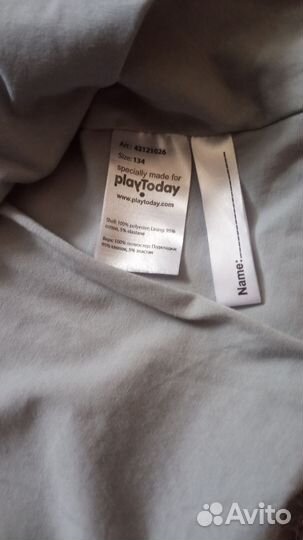 Art.: 42121026
Size: 134
specially made for
playToday
www.playtoday.com
Shell: 100% polyester; Lining: 95%
cotton, 5% elastane
Верх: 100% полиэстер; Подкладка:
95% хлопок, 5% эластан
Name:
Avito